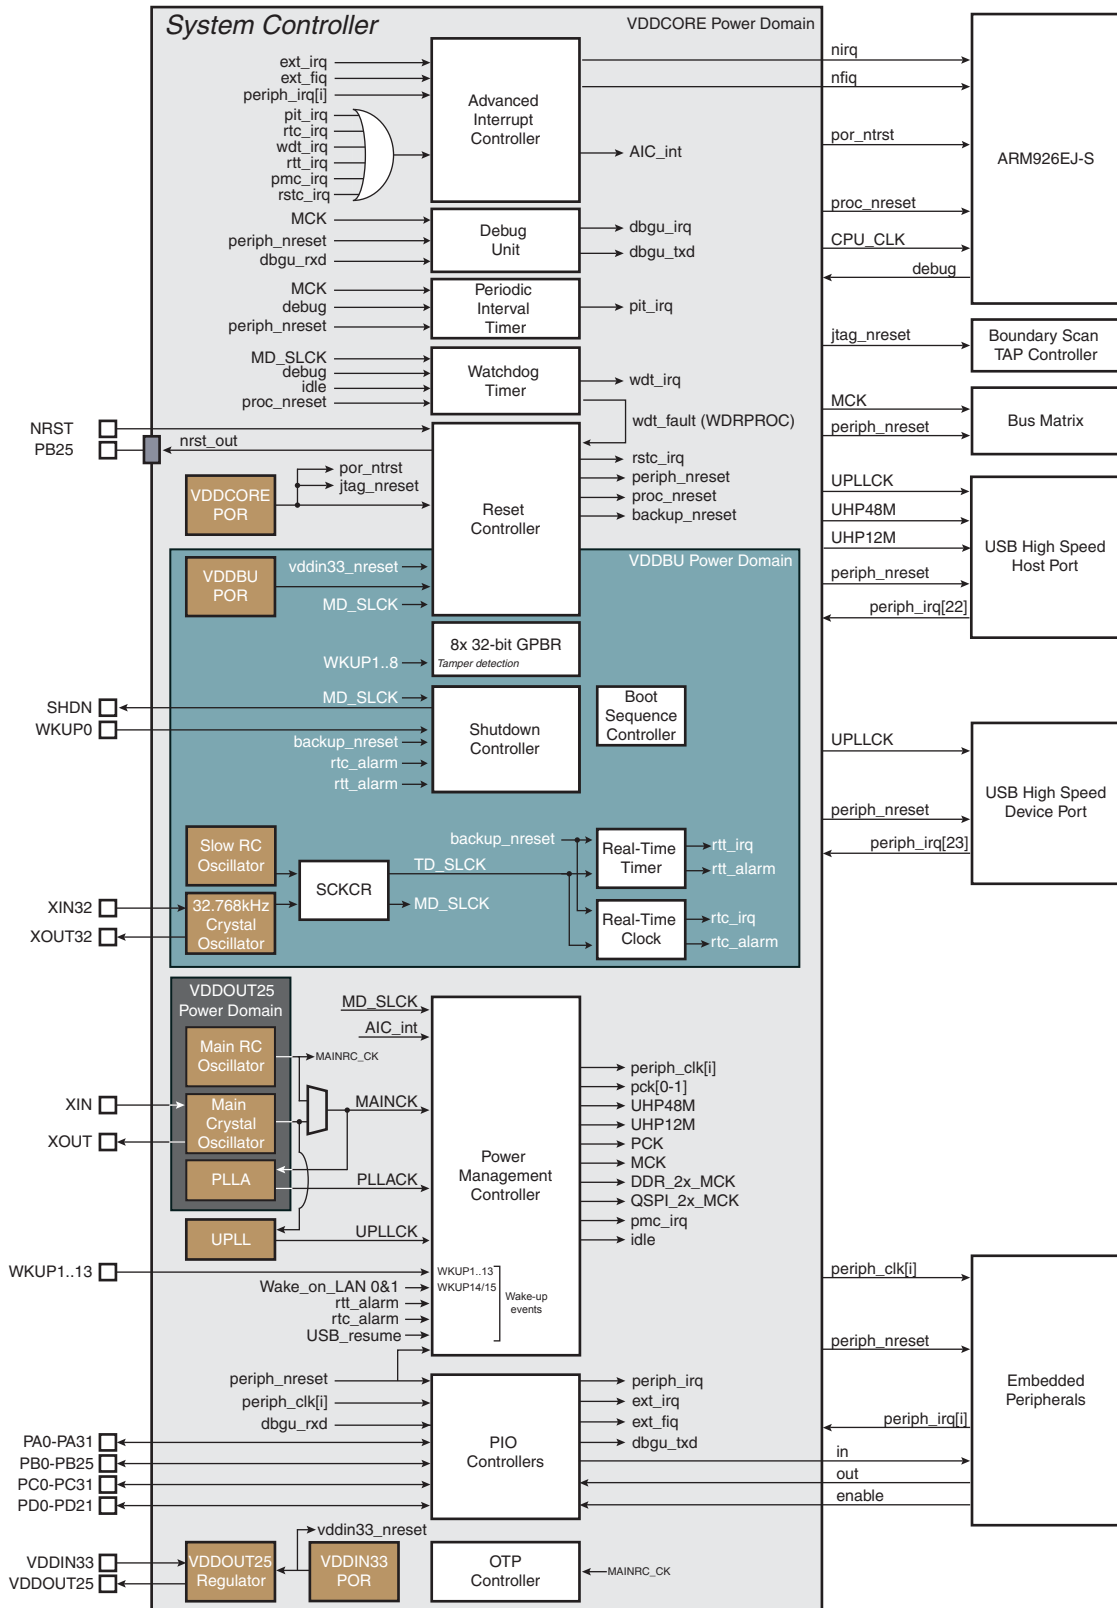 System Controller
VDDCORE Power Domain
ext_irq
ext_fiq
periph_irq[i]
pit_irq
rtc_irq
wdt_irq
rtt_irq
pmc_irq
rstc_irq
Advanced
Interrupt
Controller
AIC_int
nirq
nfiq
por_ntrst
proc_nreset
CPU_CLK
debug
ARM926EJ-S
MCK
periph_nreset
dbgu_rxd
Debug
Unit
dbgu_irq
dbgu_txd
MCK
debug
periph_nreset
Periodic
Interval
Timer
pit_irq
jtag_nreset
Boundary Scan
TAP Controller
MD_SLCK
debug
idle
proc_nreset
Watchdog
Timer
wdt_irq
wdt_fault (WDRPROC)
MCK
periph_nreset
Bus Matrix
NRST
PB25
nrst_out
por_ntrst
jtag_nreset
VDDCORE
POR
Reset
Controller
rstc_irq
periph_nreset
proc_nreset
backup_nreset
UPLLCK
UHP48M
UHP12M
periph_nreset
periph_irq[22]
USB High Speed
Host Port
VDDBU Power Domain
VDDBU
POR
vddin33_nreset
MD_SLCK
WKUP1..8
8x 32-bit GPBR
Tamper detection
SHDN
WKUP0
MD_SLCK
backup_nreset
rtc_alarm
rtt_alarm
Shutdown
Controller
Boot
Sequence
Controller
UPLLCK
periph_nreset
periph_irq[23]
USB High Speed
Device Port
Slow RC
Oscillator
XIN32
XOUT32
32.768kHz
Crystal
Oscillator
SCKCR
backup_nreset
TD_SLCK
MD_SLCK
Real-Time
Timer
rtt_irq
rtt_alarm
Real-Time
Clock
rtc_irq
rtc_alarm
VDDOUT25
Power Domain
Main RC
Oscillator
MAINRC_CK
XIN
XOUT
Main
Crystal
Oscillator
PLLA
UPLL
MD_SLCK
AIC_int
MAINCK
PLLACK
UPLLCK
Power
Management
Controller
periph_clk[i]
pck[0-1]
UHP48M
UHP12M
PCK
MCK
DDR_2x_MCK
QSPI_2x_MCK
pmc_irq
idle
WKUP1..13
Wake_on_LAN 0&1
rtt_alarm
rtc_alarm
USB_resume
WKUP1..13
WKUP14/15
Wake-up
events
periph_nreset
periph_clk[i]
dbgu_rxd
PA0-PA31
PB0-PB25
PC0-PC31
PD0-PD21
PIO
Controllers
periph_irq
ext_irq
ext_fiq
dbgu_txd
periph_clk[i]
periph_nreset
periph_irq[i]
in
out
enable
Embedded
Peripherals
VDDIN33
VDDOUT25
VDDOUT25
Regulator
vddin33_nreset
VDDIN33
POR
OTP
Controller
MAINRC_CK